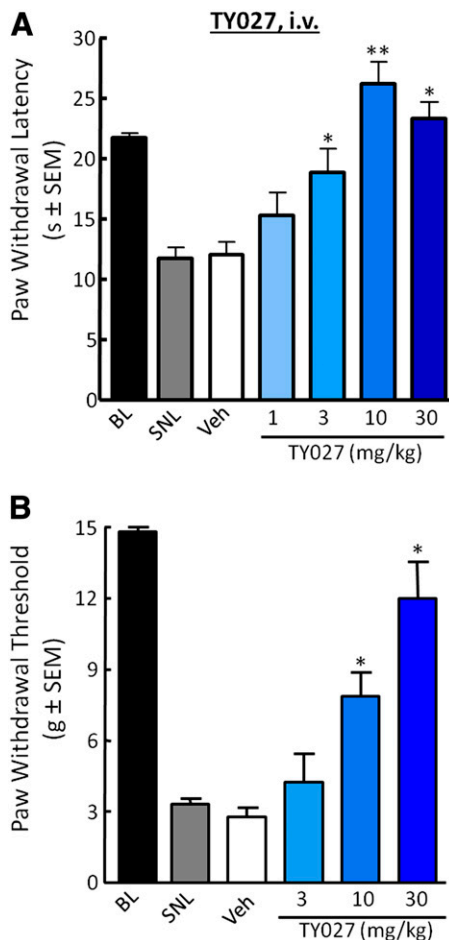 A
TY027, i.v.
Paw Withdrawal Latency
(s ± SEM)
30
25
20
15
10
5
0
*
**
*
BL
SNL
Veh
1
3
10
30
TY027 (mg/kg)
B
Paw Withdrawal Threshold
(g ± SEM)
15
12
9
6
3
0
*
*
BL
SNL
Veh
3
10
30
TY027 (mg/kg)